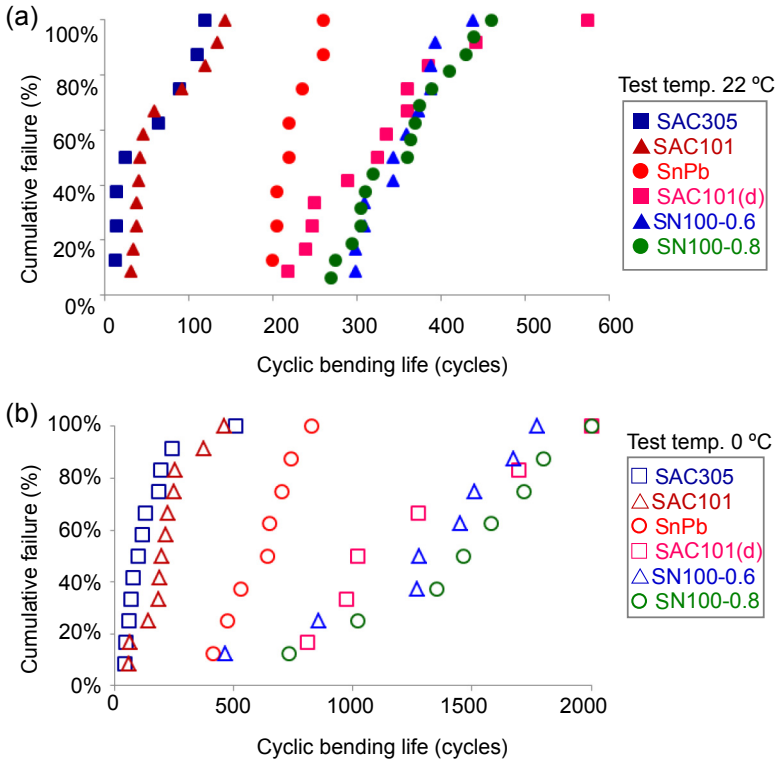 (a)
100%
80%
60%
40%
20%
0%
Cumulative failure (%)
0 100 200 300 400 500 600
Cyclic bending life (cycles)
Test temp. 22 ºC
SAC305
SAC101
SnPb
SAC101(d)
SN100-0.6
SN100-0.8
(b)
100%
80%
60%
40%
20%
0%
Cumulative failure (%)
0 500 1000 1500 2000
Cyclic bending life (cycles)
Test temp. 0 ºC
SAC305
SAC101
SnPb
SAC101(d)
SN100-0.6
SN100-0.8